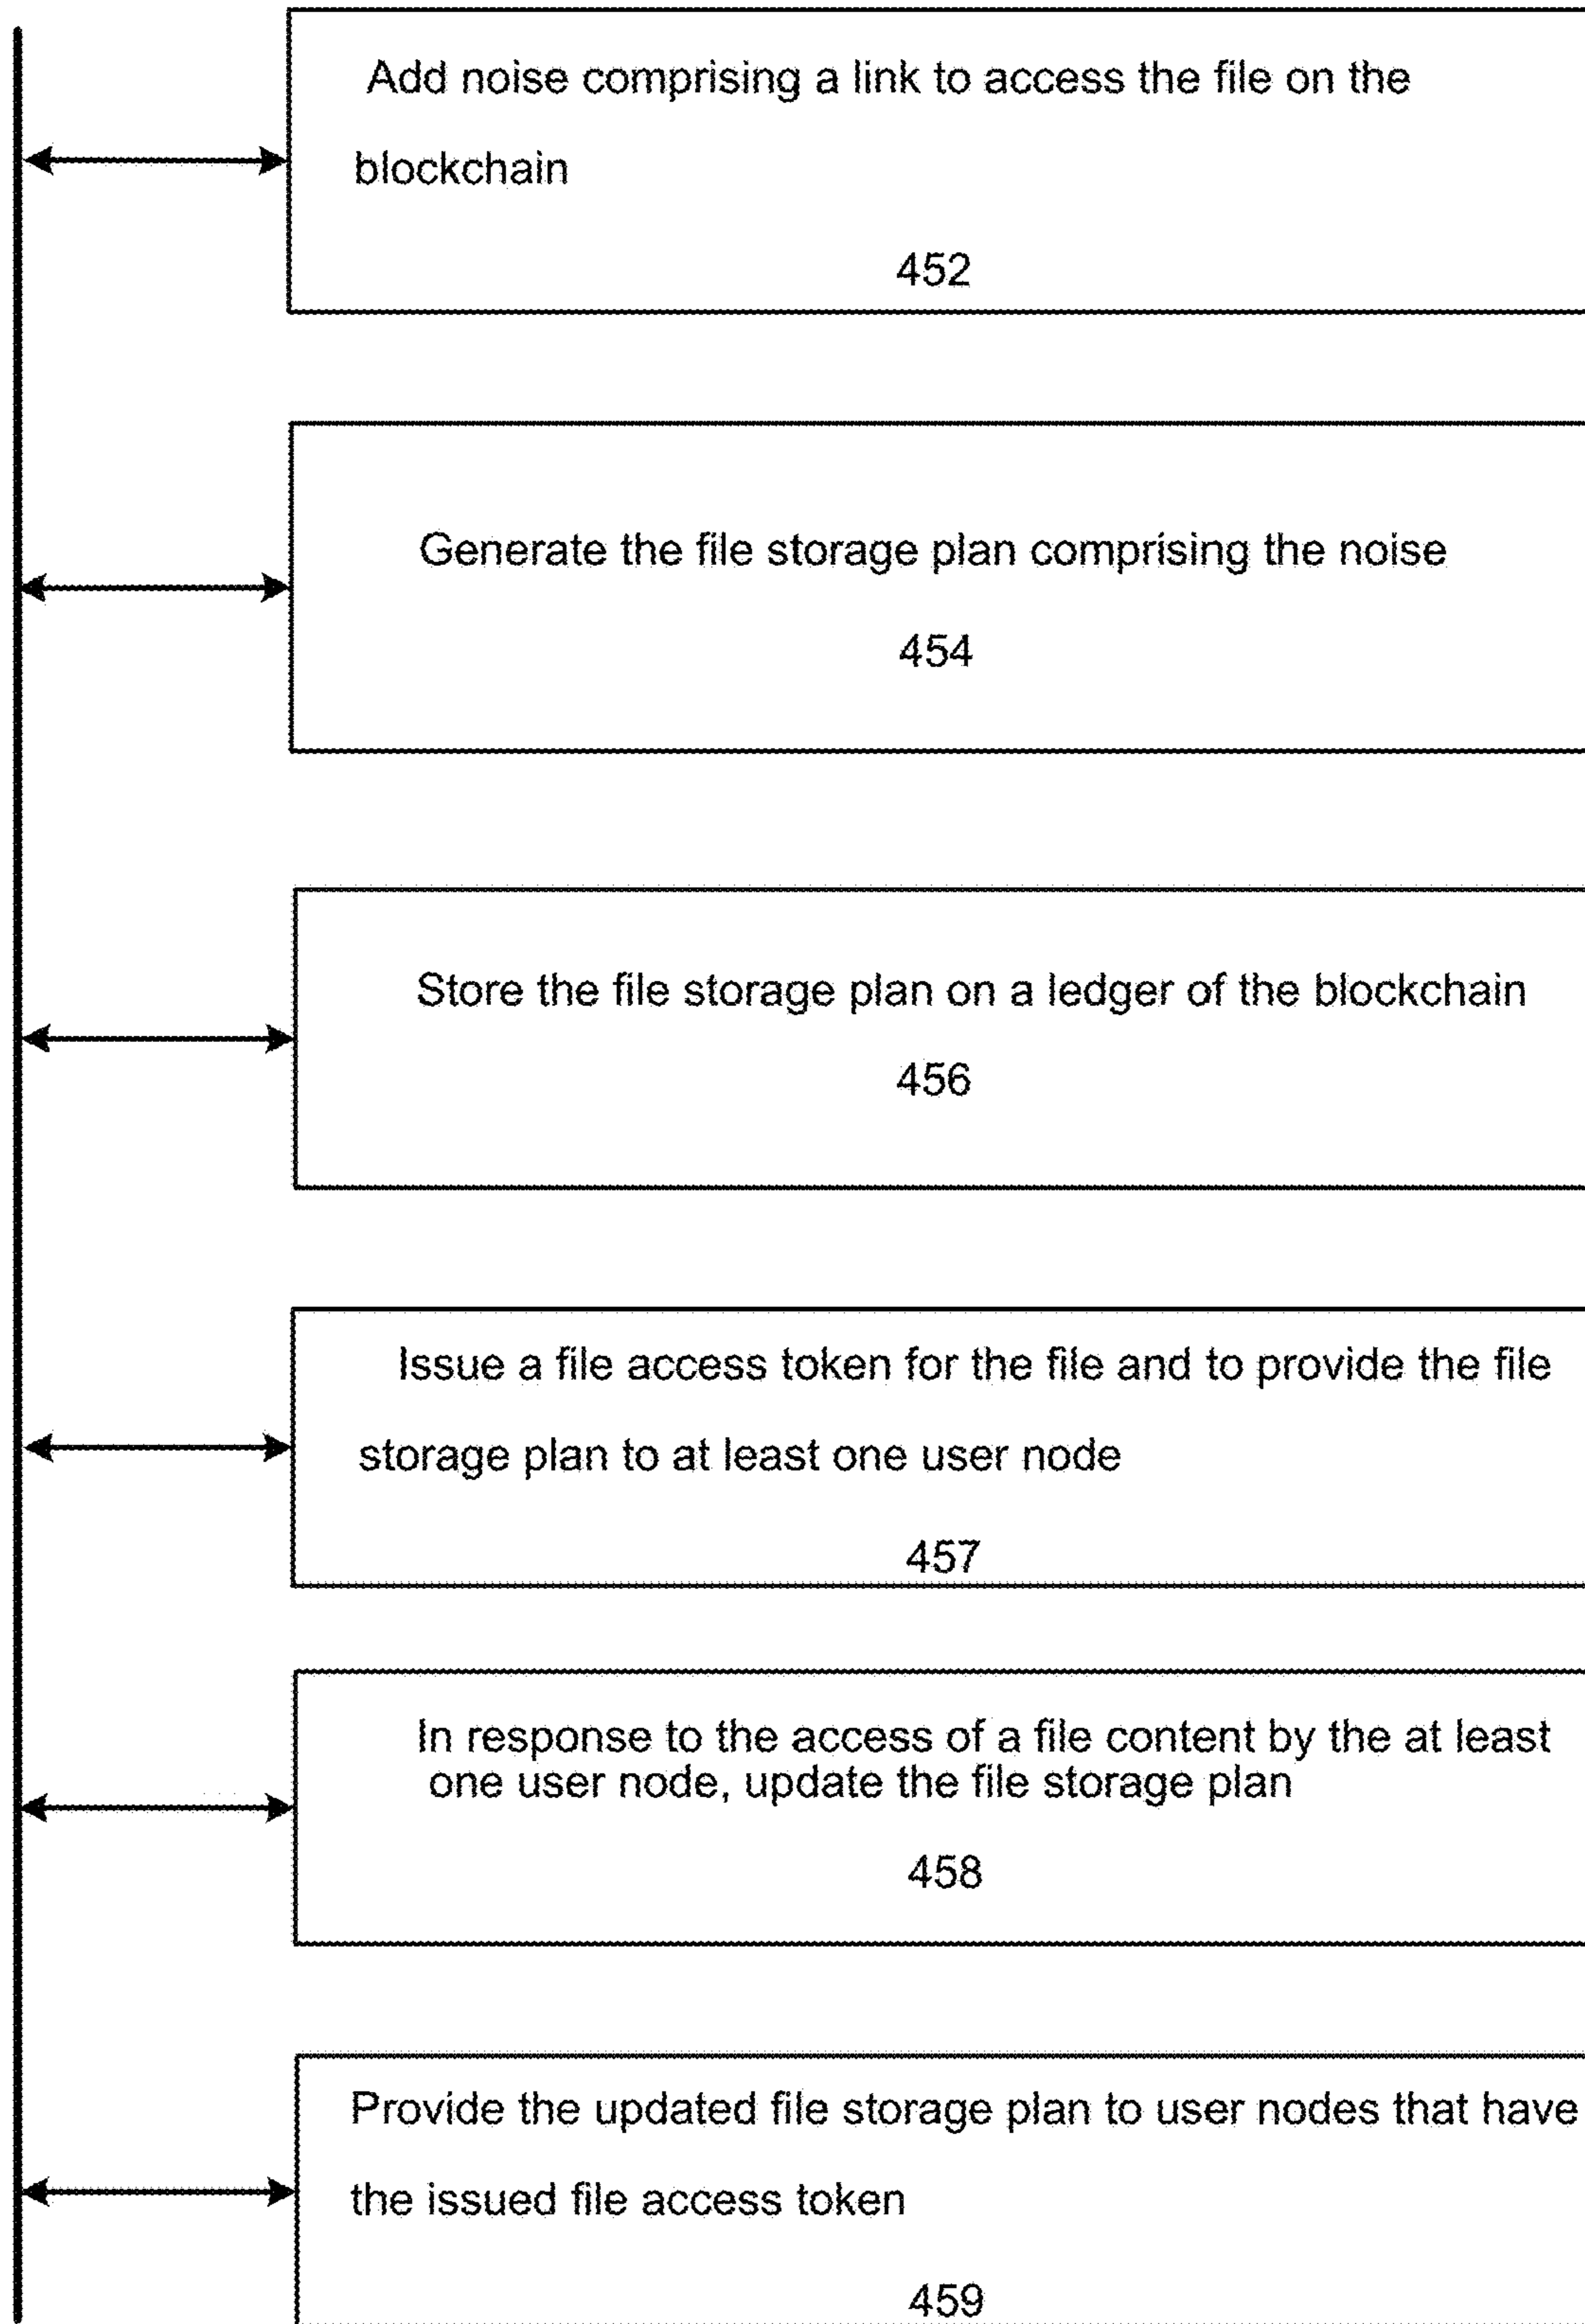 Add noise comprising a link to access the file on the
blockchain
452
Generate the file storage plan comprising the noise
454
Store the file storage plan on a ledger of the blockchain
456
Issue a file access token for the file and to provide the file
storage plan to at least one user node
457
In response to the access of a file content by the at least
one user node, update the file storage plan
458
Provide the updated file storage plan to user nodes that have
the issued file access token
459